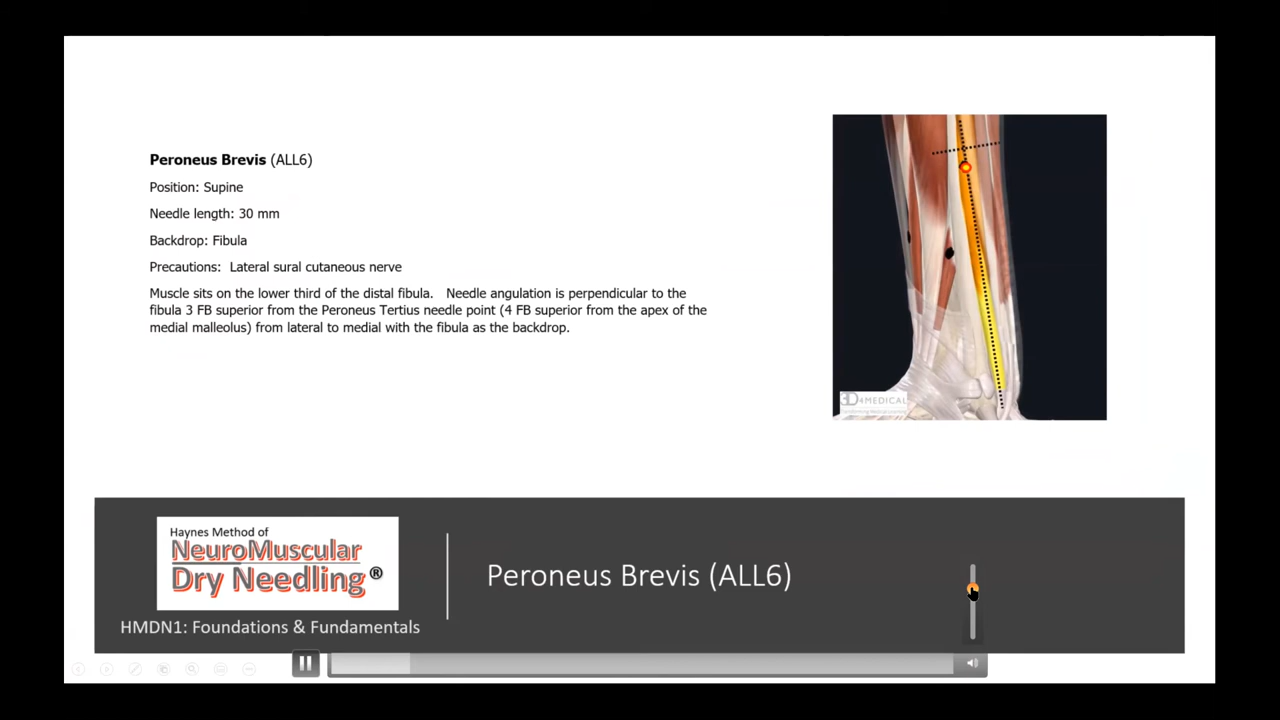 Peroneus Brevis (ALL6)
Position: Supine
Needle length: 30 mm
Backdrop: Fibula
Precautions: Lateral sural cutaneous nerve
Muscle sits on the lower third of the distal fibula. Needle angulation is perpendicular to the
fibula 3 FB superior from the Peroneus Tertius needle point (4 FB superior from the apex of the
medial malleolus) from lateral to medial with the fibula as the backdrop.
3D4MEDICAL
Haynes Method of
NeuroMuscular
Dry Needling®
HMDN1: Foundations & Fundamentals
Peroneus Brevis (ALL6)